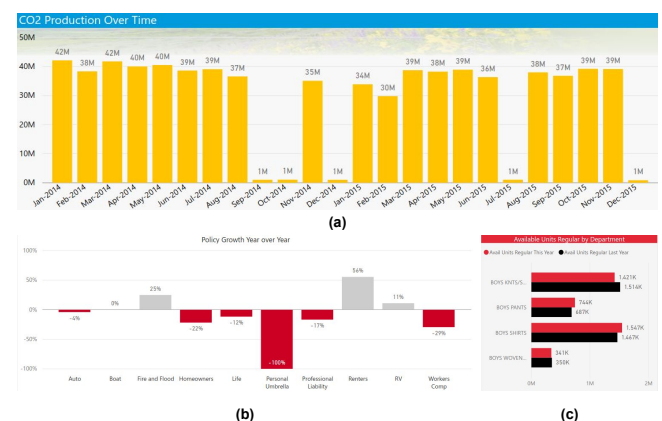 CO2 Production Over Time
50M
40M
30M
20M
10M
0M
42M 38M 42M 40M 40M 39M 39M 37M 1M 1M 35M 1M 34M 30M 39M 38M 39M 36M 1M 38M 37M 39M 39M 1M
Jan-2014 Feb-2014 Mar-2014 Apr-2014 May-2014 Jun-2014 Jul-2014 Aug-2014 Sep-2014 Oct-2014 Nov-2014 Dec-2014 Jan-2015 Feb-2015 Mar-2015 Apr-2015 May-2015 Jun-2015 Jul-2015 Aug-2015 Sep-2015 Oct-2015 Nov-2015 Dec-2015
(a)
Policy Growth Year over Year
100%
50%
0%
-50%
-100%
-4% 0% 25% -22% -12% -100% -17% 56% 11% -29%
Auto Boat Fire and Flood Homeowners Life Personal Professional Renters RV Workers
Umbrella Liability Comp
(b)
Available Units Regular by Department
Avail Units Regular This Year Avail Units Regular Last Year
BOYS KNTS/S...
1,421K
1,514K
BOYS PANTS
744K
687K
BOYS SHIRTS
1,547K
1,467K
BOYS WOVEN...
341K
350K
0M 1M 2M
(c)